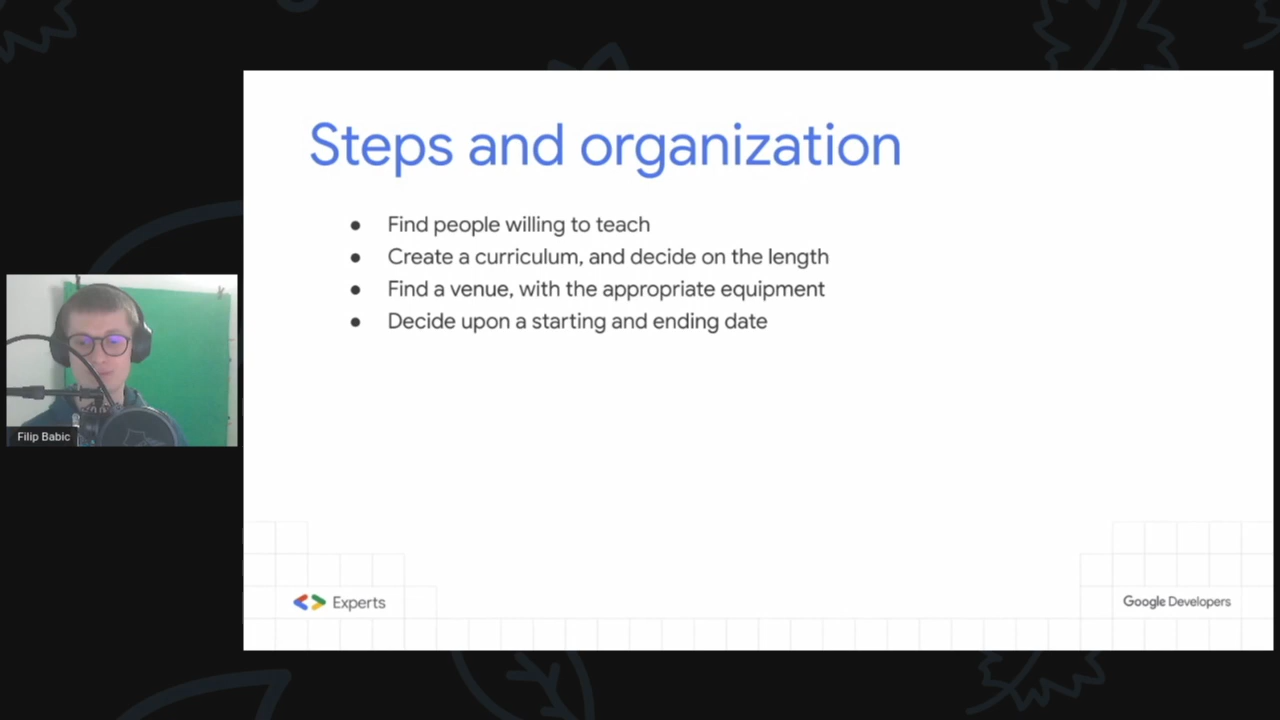 Steps and organization
● Find people willing to teach
● Create a curriculum, and decide on the length
● Find a venue, with the appropriate equipment
● Decide upon a starting and ending date
Filip Babic
Experts
Google Developers